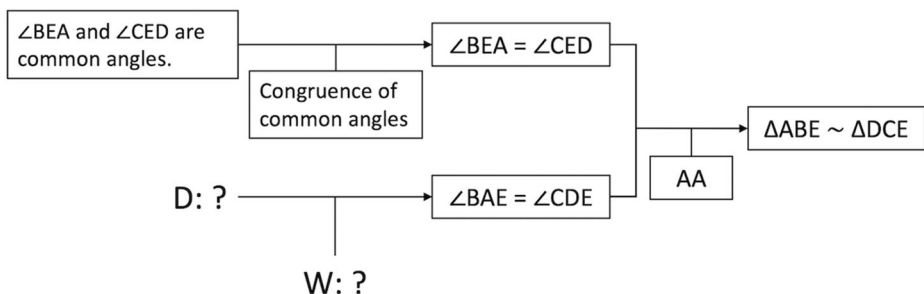 ∠BEA and ∠CED are
common angles.
∠BEA = ∠CED
Congruence of
common angles
ΔABE ~ ΔDCE
AA
D: ?
∠BAE = ∠CDE
W: ?